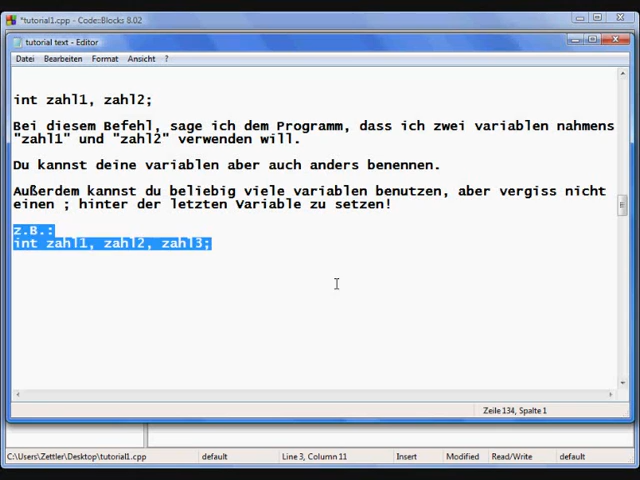 *tutorial1.cpp - Code::Blocks 8.02
tutorial text - Editor
Datei Bearbeiten Format Ansicht ?
int zahl1, zahl2;
Bei diesem Befehl, sage ich dem Programm, dass ich zwei variablen nahmens
"zahl1" und "zahl2" verwenden will.
Du kannst deine variablen aber auch anders benennen.
Außerdem kannst du beliebig viele variablen benutzen, aber vergiss nicht
einen ; hinter der letzten Variable zu setzen!
z.B.:
int zahl1, zahl2, zahl3;
Zeile 134, Spalte 1
C:\Users\Zettler\Desktop\tutorial1.cpp default Line 3, Column 11 Insert Modified Read/Write default